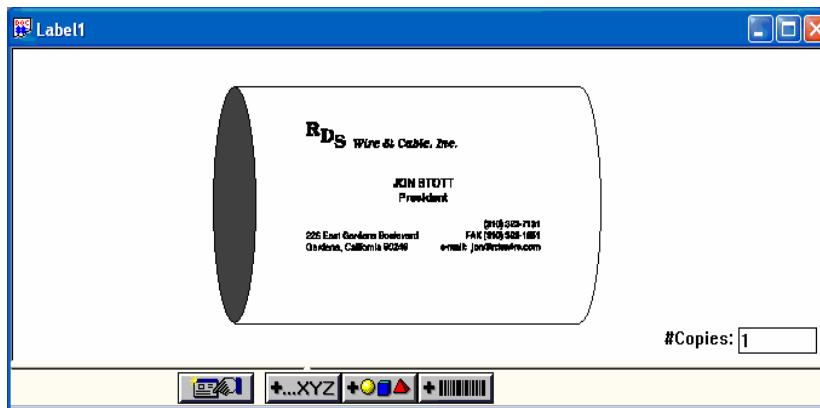 Label1
RDS Wire & Cable, Inc.
JON STOTT
President
225 East Gardena Boulevard
Gardena, California 90248
FAX
e-mail:
#Copies: 1
+...XYZ